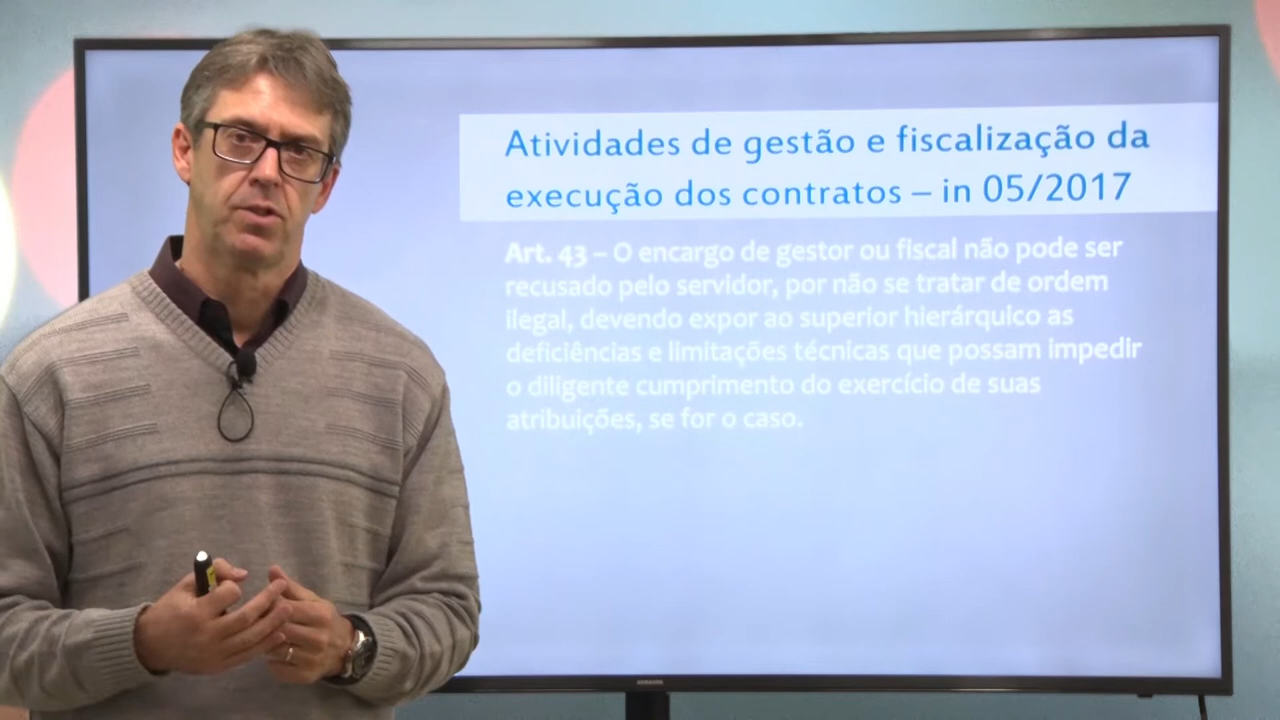 Atividades de gestão e fiscalização da
execução dos contratos – in 05/2017
Art. 43 – O encargo de gestor ou fiscal não pode ser
recusado pelo servidor, por não se tratar de ordem
ilegal, devendo expor ao superior hierárquico as
deficiências e limitações técnicas que possam impedir
o diligente cumprimento do exercício de suas
atribuições, se for o caso.